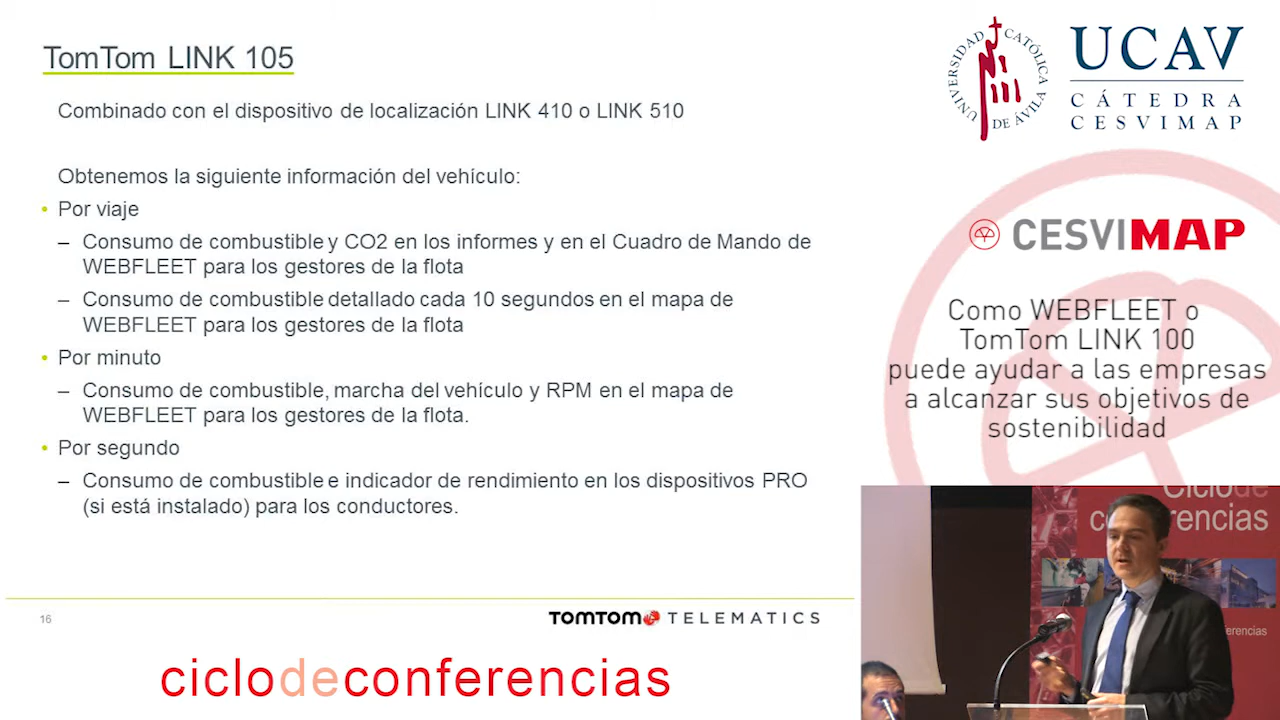 TomTom LINK 105
Combinado con el dispositivo de localización LINK 410 o LINK 510
Obtenemos la siguiente información del vehículo:
• Por viaje
– Consumo de combustible y CO2 en los informes y en el Cuadro de Mando de
WEBFLEET para los gestores de la flota
– Consumo de combustible detallado cada 10 segundos en el mapa de
WEBFLEET para los gestores de la flota
• Por minuto
– Consumo de combustible, marcha del vehículo y RPM en el mapa de
WEBFLEET para los gestores de la flota.
• Por segundo
– Consumo de combustible e indicador de rendimiento en los dispositivos PRO
(si está instalado) para los conductores.
16
TOMTOM TELEMATICS
ciclodeconferencias
UNIVERSIDAD CATÓLICA DE ÁVILA
UCAV
CÁTEDRA
CESVIMAP
CESVIMAP
Como WEBFLEET o
TomTom LINK 100
puede ayudar a las empresas
a alcanzar sus objetivos de
sostenibilidad
Ciclode
conferencias
erencias